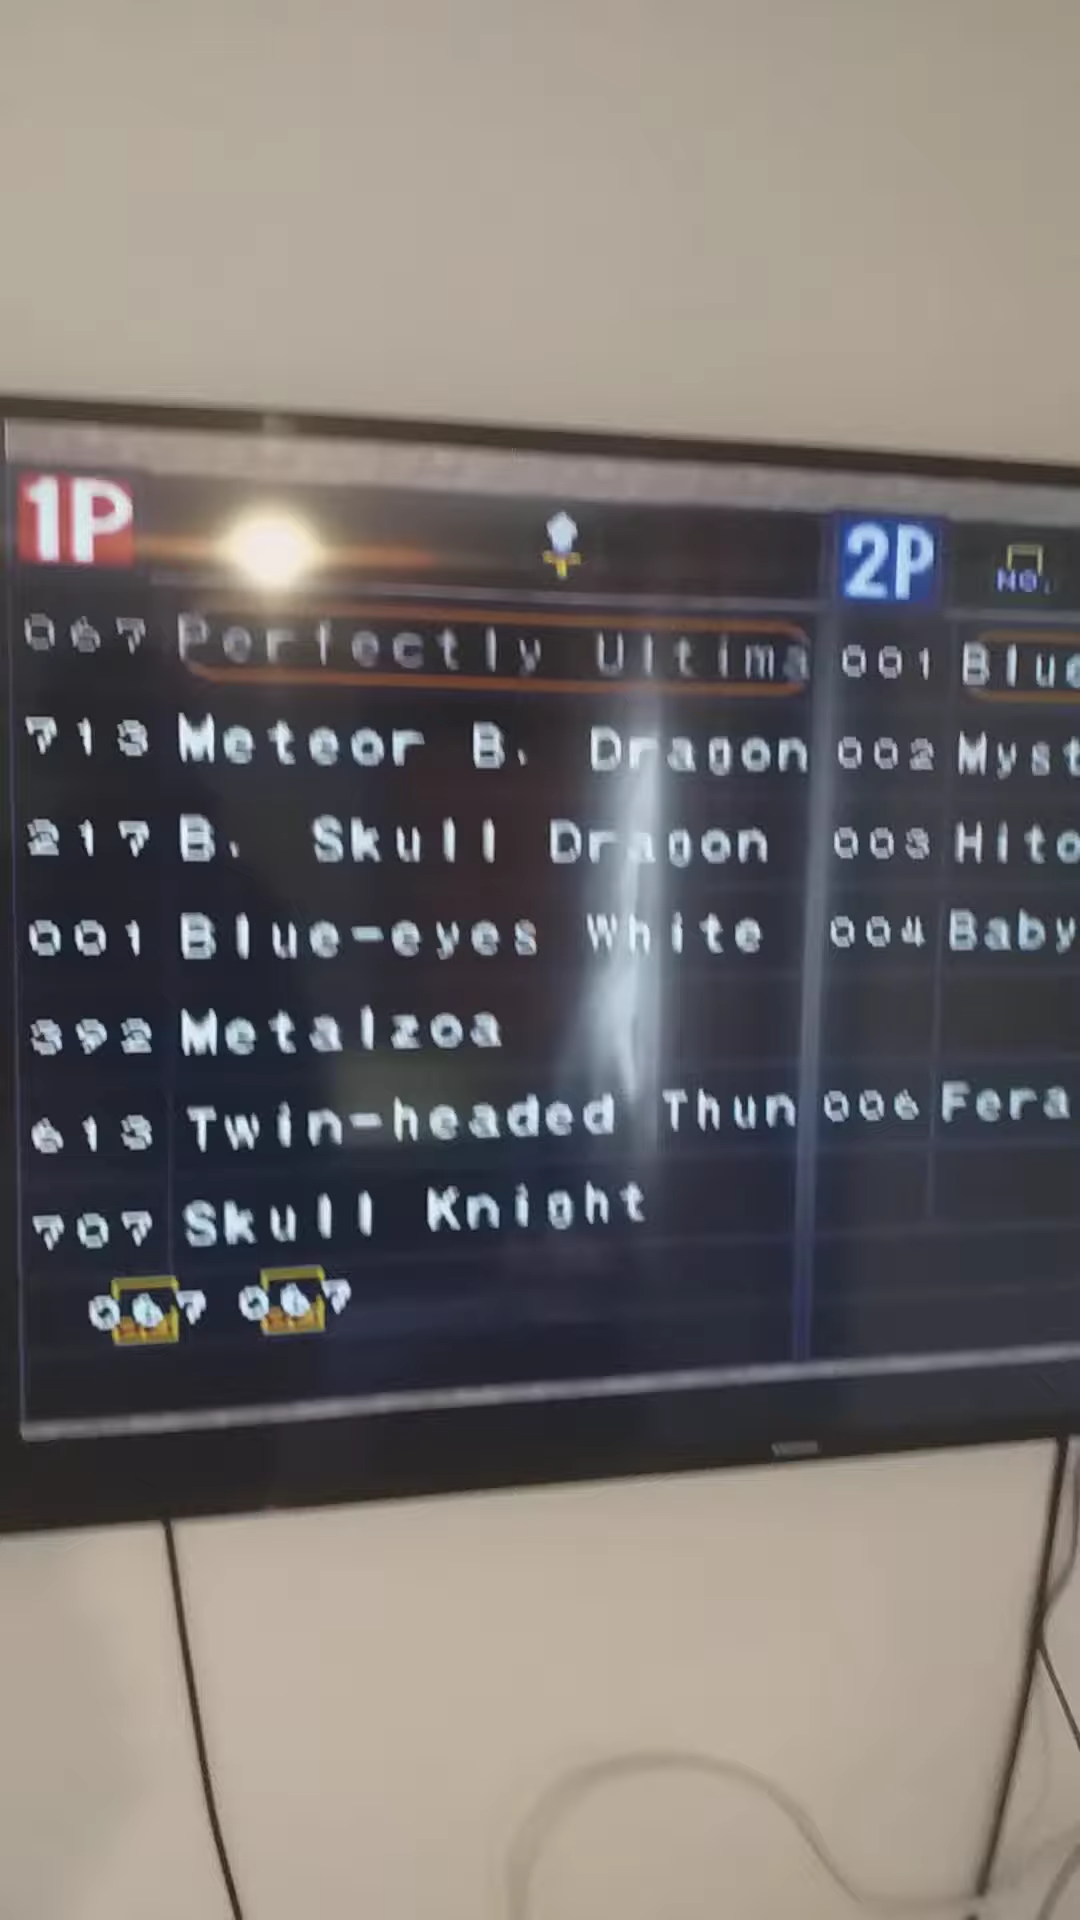 1P 2P NO.
067 Perfectly Ultima 001 Blue
713 Meteor B. Dragon 002 Myst
217 B. Skull Dragon 003 Hito
001 Blue-eyes White 004 Baby
392 Metalzoa
613 Twin-headed Thun 006 Fera
707 Skull Knight
067 067